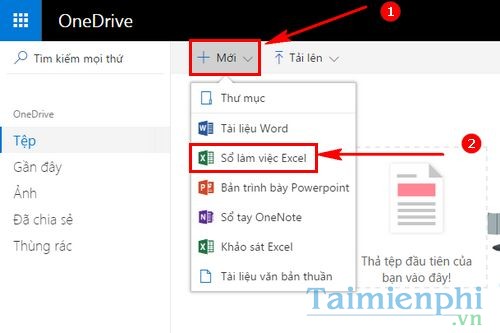 OneDrive
1
Tìm kiếm mọi thứ
Mới
Tải lên
OneDrive
Tệp
Gần đây
Ảnh
Đã chia sẻ
Thùng rác
Thư mục
Tài liệu Word
Sổ làm việc Excel
2
Bản trình bày Powerpoint
Sổ tay OneNote
Khảo sát Excel
Tài liệu văn bản thuần
Thả tệp đầu tiên của
bạn vào đây!
Taimienphi
.vn